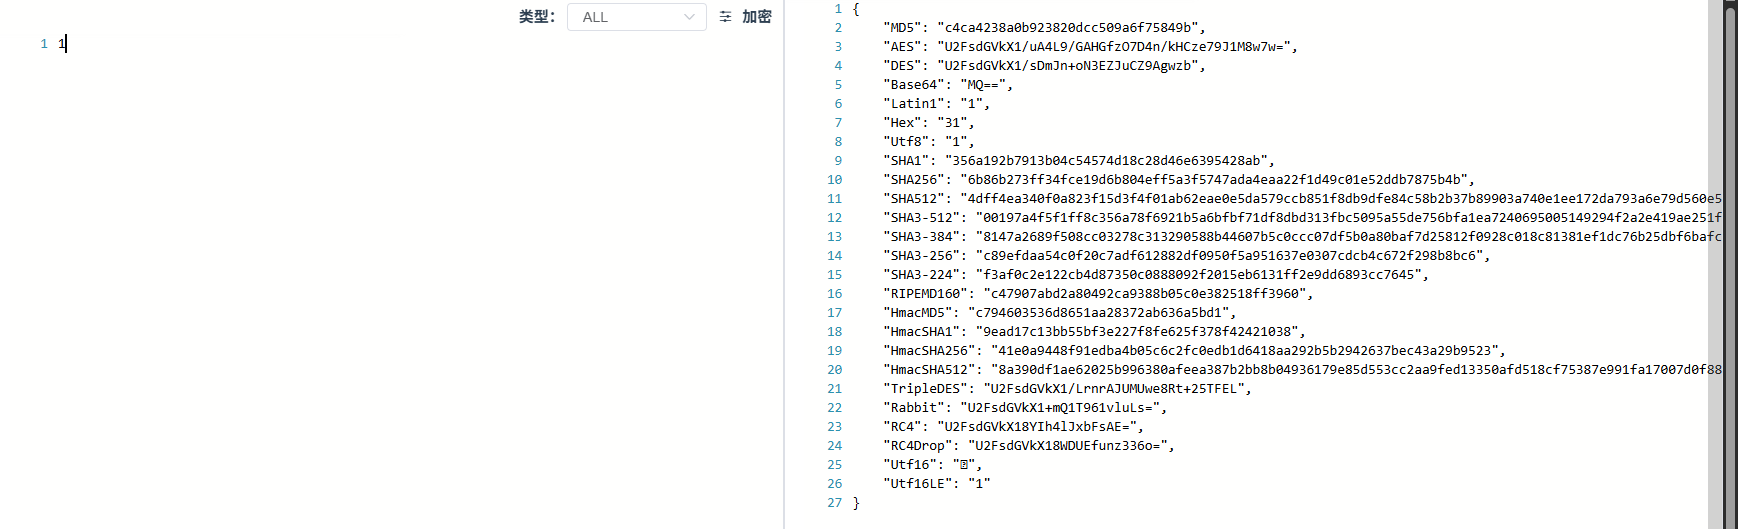 类型: ALL 加密
1 1
1 {
2 "MD5": "c4ca4238a0b923820dcc509a6f75849b",
3 "AES": "U2FsdGVkX1/uA4L9/GAHGfzO7D4n/kHCze79J1M8w7w=",
4 "DES": "U2FsdGVkX1/sDmJn+oN3EZJuCZ9Agwzb",
5 "Base64": "MQ==",
6 "Latin1": "1",
7 "Hex": "31",
8 "Utf8": "1",
9 "SHA1": "356a192b7913b04c54574d18c28d46e6395428ab",
10 "SHA256": "6b86b273ff34fce19d6b804eff5a3f5747ada4eaa22f1d49c01e52ddb7875b4b",
11 "SHA512": "4dff4ea340f0a823f15d3f4f01ab62eae0e5da579ccb851f8db9dfe84c58b2b37b89903a740e1ee172da793a6e79d560e5
12 "SHA3-512": "00197a4f5f1ff8c356a78f6921b5a6bfbf71df8dbd313fbc5095a55de756bfa1ea7240695005149294f2a2e419ae251f
13 "SHA3-384": "8147a2689f508cc03278c313290588b44607b5c0ccc07df5b0a80baf7d25812f0928c018c81381ef1dc76b25dbf6bafc
14 "SHA3-256": "c89efdaa54c0f20c7adf612882df0950f5a951637e0307cdcb4c672f298b8bc6",
15 "SHA3-224": "f3af0c2e122cb4d87350c0888092f2015eb6131ff2e9dd6893cc7645",
16 "RIPEMD160": "c47907abd2a80492ca9388b05c0e382518ff3960",
17 "HmacMD5": "c794603536d8651aa28372ab636a5bd1",
18 "HmacSHA1": "9ead17c13bb55bf3e227f8fe625f378f42421038",
19 "HmacSHA256": "41e0a9448f91edba4b05c6c2fc0edb1d6418aa292b5b2942637bec43a29b9523",
20 "HmacSHA512": "8a390df1ae62025b996380afeea387b2bb8b04936179e85d553cc2aa9fed13350afd518cf75387e991fa17007d0f88
21 "TripleDES": "U2FsdGVkX1/LrnrAJUMUwe8Rt+25TFEL",
22 "Rabbit": "U2FsdGVkX1+mQ1T961vluLs=",
23 "RC4": "U2FsdGVkX18YIh4lJxbFsAE=",
24 "RC4Drop": "U2FsdGVkX18WDUEfunz336o=",
25 "Utf16": "",
26 "Utf16LE": "1"
27 }